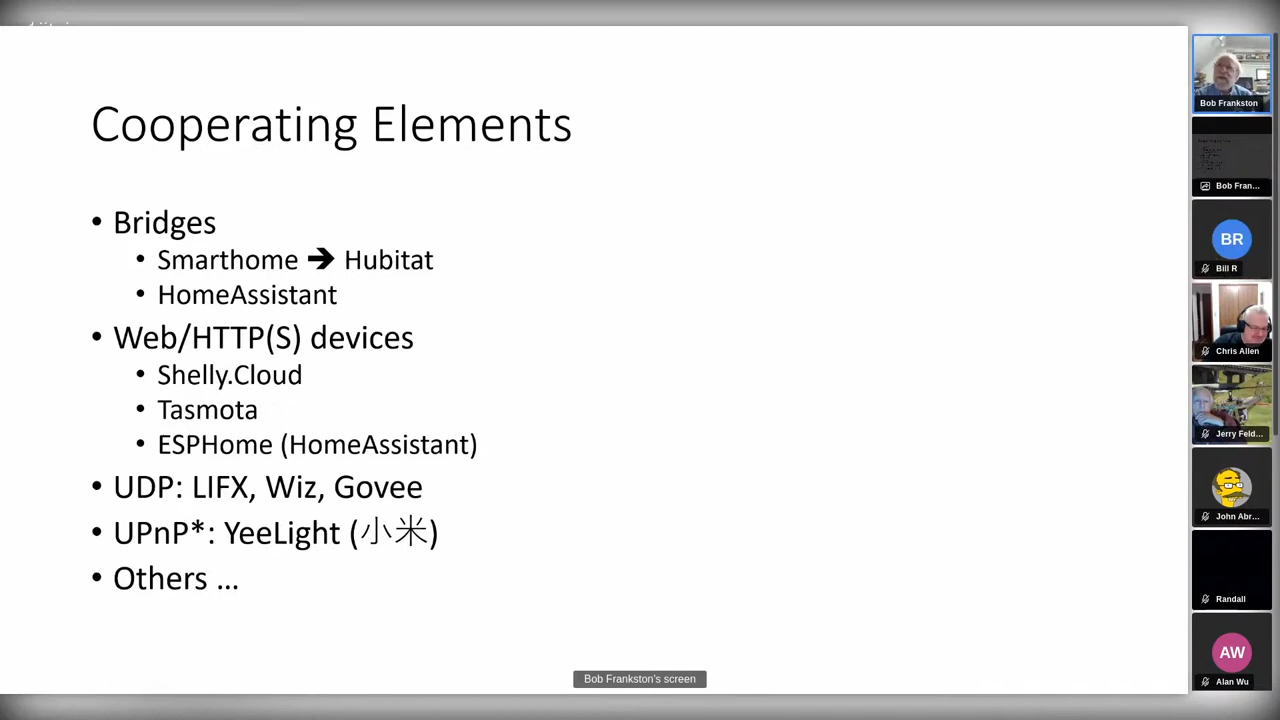 Cooperating Elements
• Bridges
• Smarthome ➔ Hubitat
• HomeAssistant
• Web/HTTP(S) devices
• Shelly.Cloud
• Tasmota
• ESPHome (HomeAssistant)
• UDP: LIFX, Wiz, Govee
• UPnP*: YeeLight (小米)
• Others …
Bob Frankston's screen
Bob Frankston
Bob Fran...
BR
Bill R
Chris Allen
Jerry Feld...
John Abr...
Randall
AW
Alan Wu